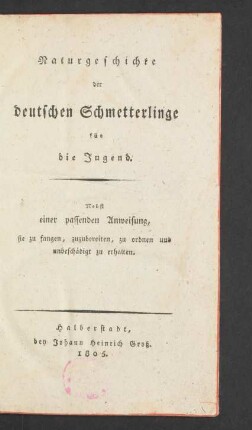 Naturgeschichte
der
deutschen Schmetterlinge
für
die Jugend.
Nebst
einer passenden Anweisung,
sie zu fangen, zuzubereiten, zu ordnen und
unbeschädigt zu erhalten.
Halberstadt,
bey Johann Heinrich Groß.
1805.